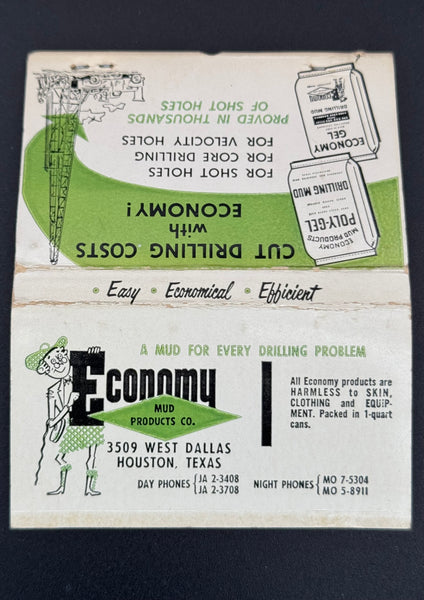 CUT DRILLING COSTS
with
ECONOMY!
FOR SHOT HOLES
FOR CORE DRILLING
FOR VELOCITY HOLES
PROVED IN THOUSANDS
OF SHOT HOLES
ECONOMY
MUD PRODUCTS
POLY-GEL
DRILLING MUD
ECONOMY
GEL
DRILLING MUD
ECONOMY
Easy • Economical • Efficient
A MUD FOR EVERY DRILLING PROBLEM
Economy
MUD
PRODUCTS CO.
3509 WEST DALLAS
HOUSTON, TEXAS
DAY PHONES { JA 2-3408
JA 2-3708
NIGHT PHONES { MO 7-5304
MO 5-8911
All Economy products are
HARMLESS to SKIN,
CLOTHING and EQUIP-
MENT. Packed in 1-quart
cans.